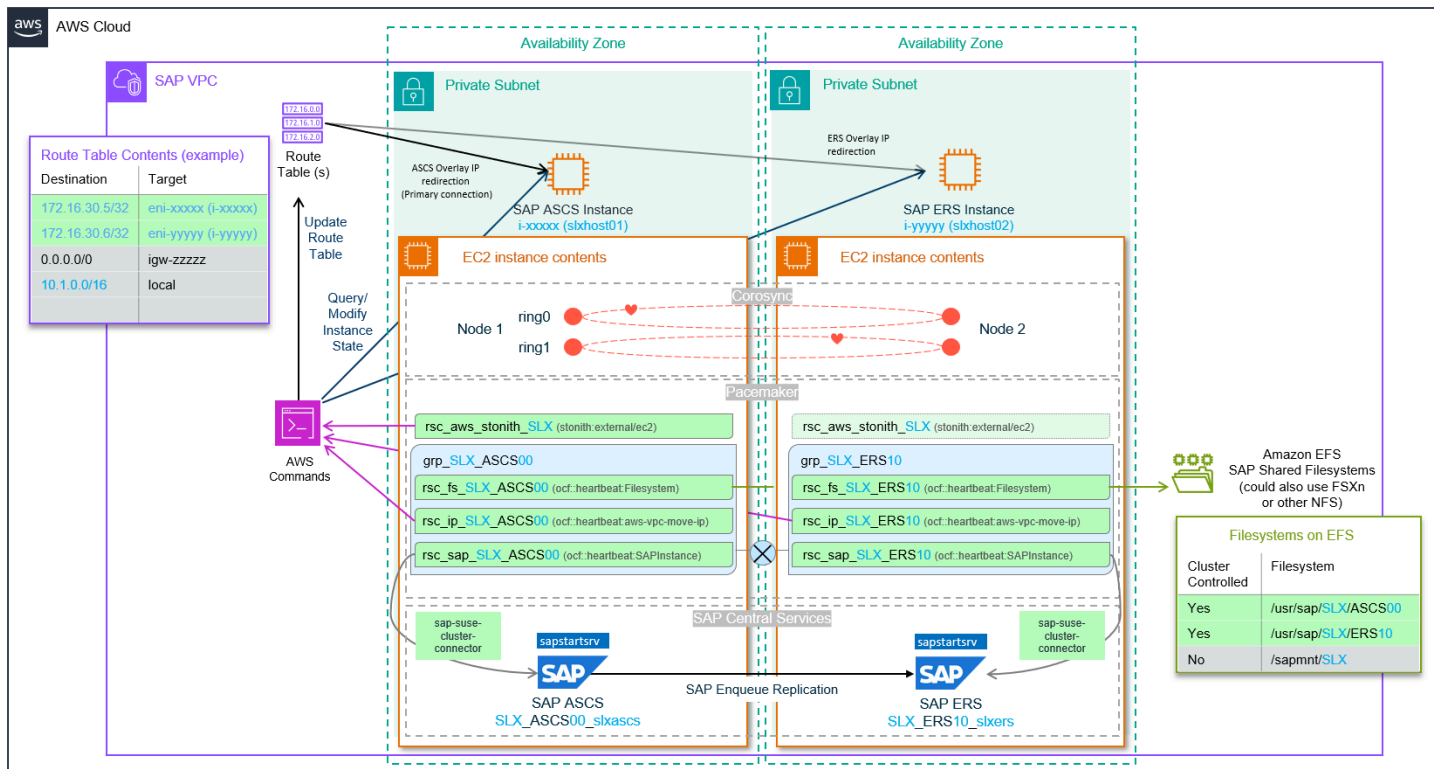 aws
AWS Cloud
Availability Zone
Availability Zone
SAP VPC
Private Subnet
Private Subnet
172.16.0.0
172.16.1.0
172.16.2.0
Route
Table (s)
Route Table Contents (example)
Destination Target
172.16.30.5/32 eni-xxxxx (i-xxxxx)
172.16.30.6/32 eni-yyyyy (i-yyyyy)
0.0.0.0/0 igw-zzzzz
10.1.0.0/16 local
ASCS Overlay IP
redirection
(Primary connection)
ERS Overlay IP
redirection
SAP ASCS Instance
i-xxxxx (slxhost01)
SAP ERS Instance
i-yyyyy (slxhost02)
Update
Route
Table
Query/
Modify
Instance
State
EC2 instance contents
EC2 instance contents
Corosync
Node 1
ring0
ring1
Node 2
Pacemaker
AWS
Commands
rsc_aws_stonith_SLX (stonith:external/ec2)
rsc_aws_stonith_SLX (stonith:external/ec2)
grp_SLX_ASCS00
grp_SLX_ERS10
rsc_fs_SLX_ASCS00 (ocf::heartbeat:Filesystem)
rsc_fs_SLX_ERS10 (ocf::heartbeat:Filesystem)
rsc_ip_SLX_ASCS00 (ocf::heartbeat:aws-vpc-move-ip)
rsc_ip_SLX_ERS10 (ocf::heartbeat:aws-vpc-move-ip)
rsc_sap_SLX_ASCS00 (ocf::heartbeat:SAPInstance)
rsc_sap_SLX_ERS10 (ocf::heartbeat:SAPInstance)
Amazon EFS
SAP Shared Filesystems
(could also use FSXn
or other NFS)
Filesystems on EFS
Cluster
Controlled Filesystem
Yes /usr/sap/SLX/ASCS00
Yes /usr/sap/SLX/ERS10
No /sapmnt/SLX
SAP Central Services
sap-suse-
cluster-
connector
sap-suse-
cluster-
connector
sapstartsrv
sapstartsrv
SAP
SAP
SAP Enqueue Replication
SAP ASCS
SLX_ASCS00_slxascs
SAP ERS
SLX_ERS10_slxers